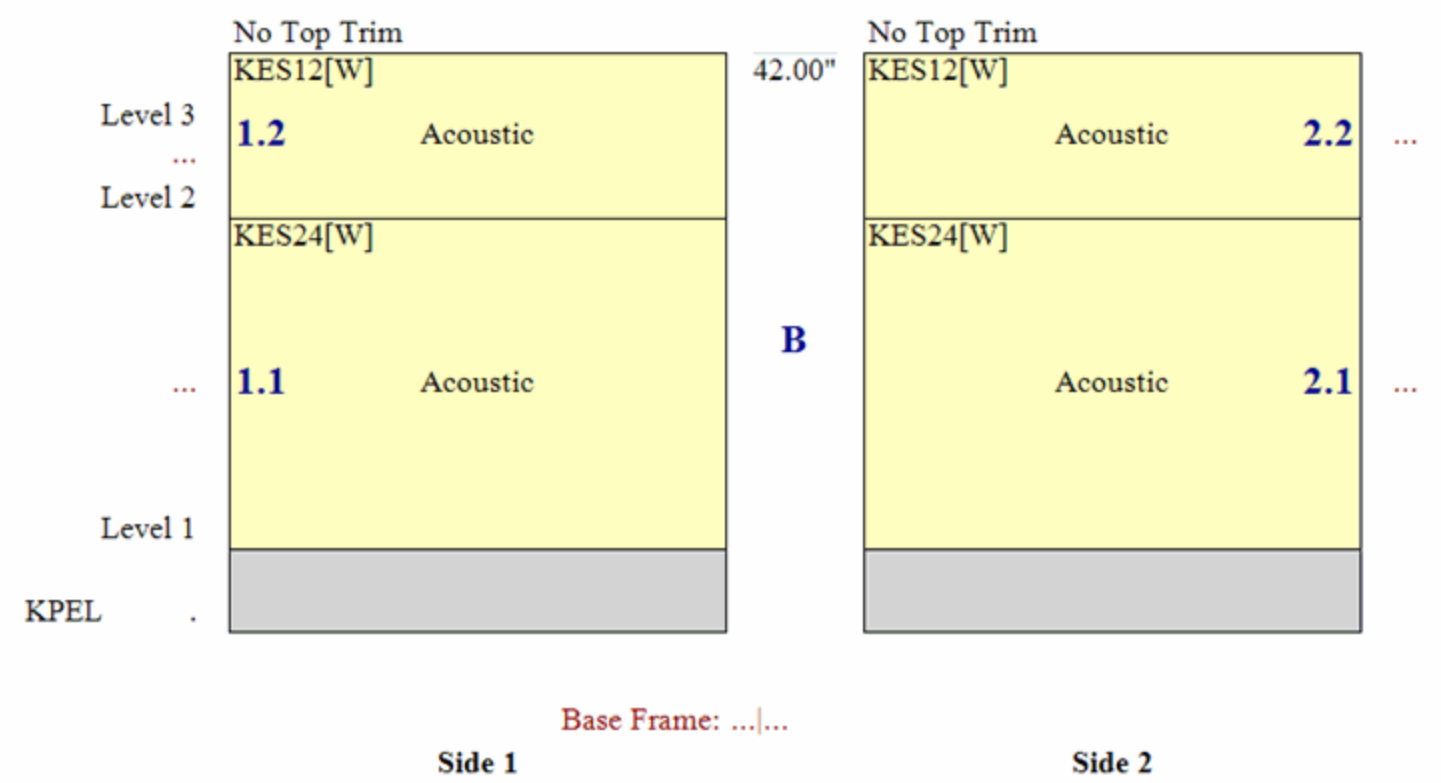 No Top Trim No Top Trim
KES12[W] 42.00" KES12[W]
Level 3
1.2 Acoustic Acoustic 2.2 ...
...
Level 2
KES24[W] KES24[W]
B
... 1.1 Acoustic Acoustic 2.1 ...
Level 1
KPEL .
Base Frame: ...|...
Side 1 Side 2